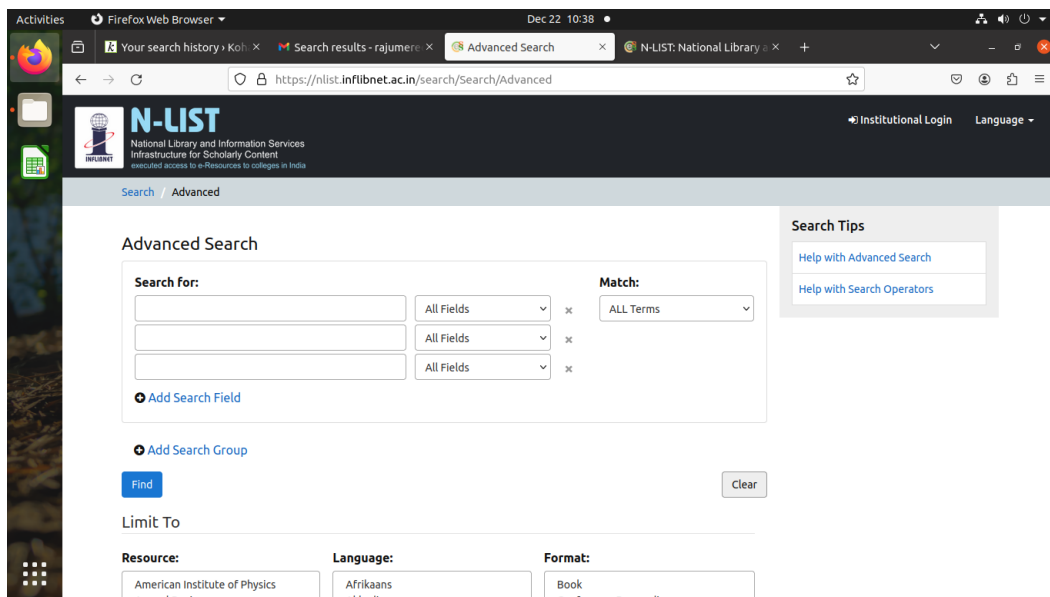 Activities Firefox Web Browser Dec 22 10:38
Your search history › Koh Search results - rajumere Advanced Search N-LIST: National Library a
https://nlist.inflibnet.ac.in/search/Search/Advanced
INFLIBNET
N-LIST
National Library and Information Services
Infrastructure for Scholarly Content
executed access to e-Resources to colleges in India
Institutional Login Language
Search / Advanced
Advanced Search
Search for: Match:
All Fields ALL Terms
All Fields
All Fields
Add Search Field
Add Search Group
Find Clear
Limit To
Resource: Language: Format:
American Institute of Physics Afrikaans Book
Search Tips
Help with Advanced Search
Help with Search Operators